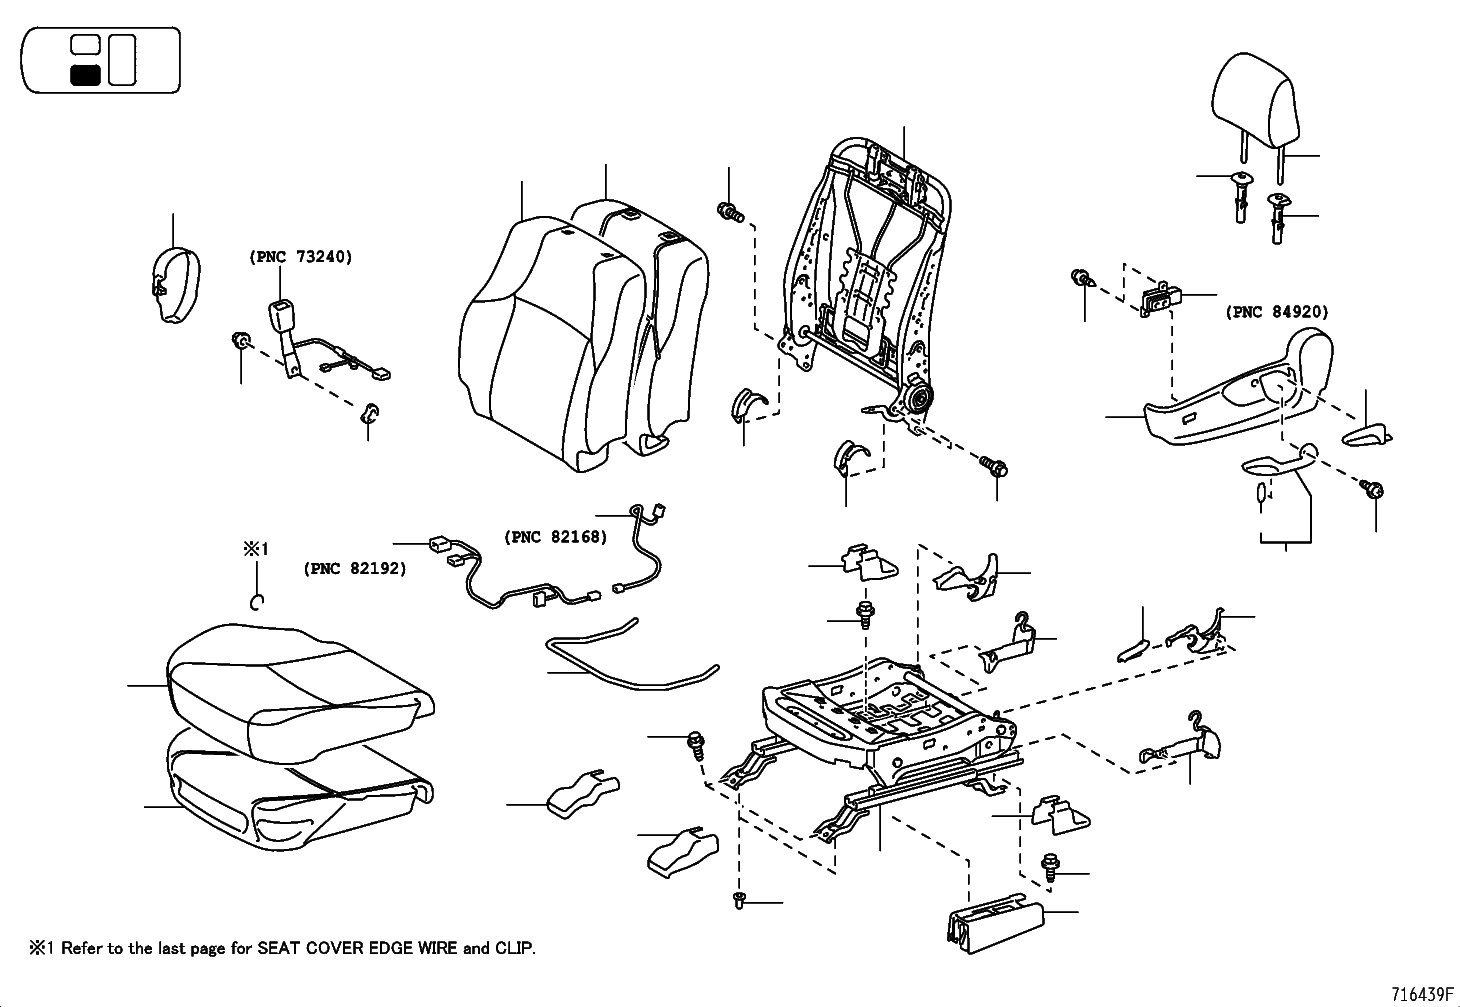 (PNC 73240)
(PNC 84920)
(PNC 82168)
※1
(PNC 82192)
※1 Refer to the last page for SEAT COVER EDGE WIRE and CLIP.
716439F